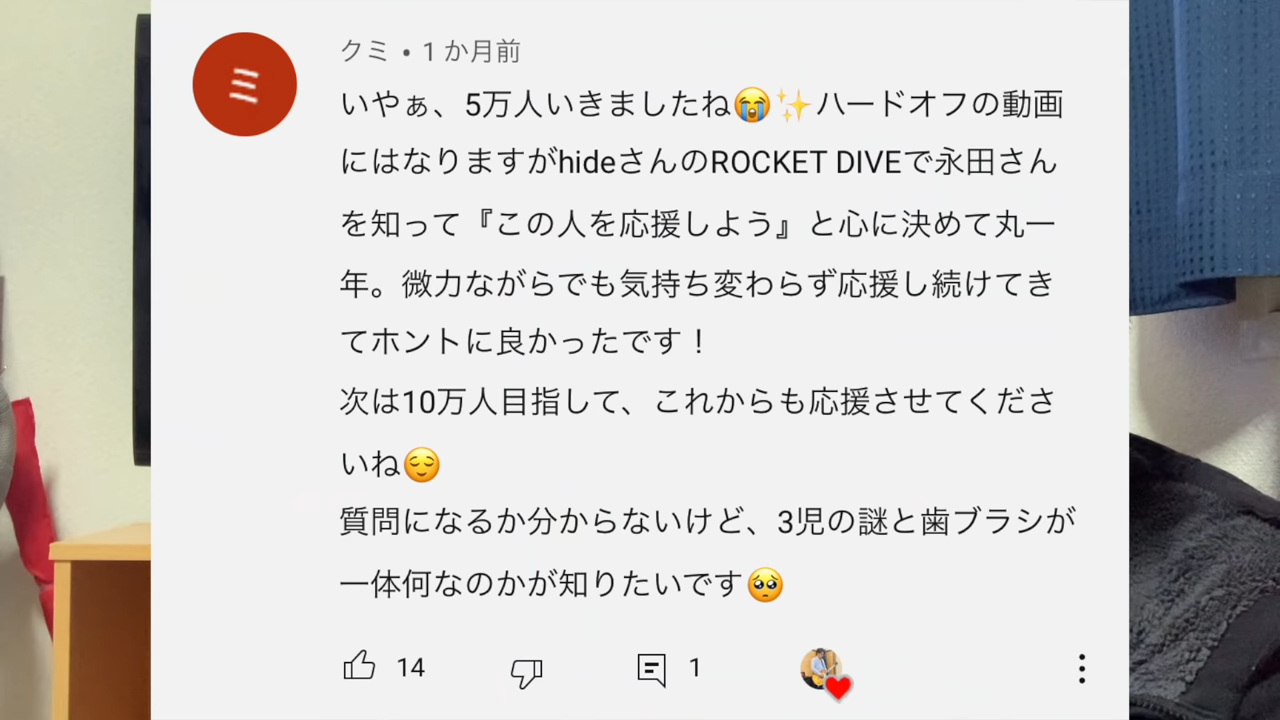 ミ
クミ • 1 か月前
いやぁ、5万人いきましたね😭✨ハードオフの動画
にはなりますがhideさんのROCKET DIVEで永田さん
を知って『この人を応援しよう』と心に決めて丸一
年。微力ながらでも気持ち変わらず応援し続けてき
てホントに良かったです！
次は10万人目指して、これからも応援させてくださ
いね😌
質問になるか分からないけど、3児の謎と歯ブラシが
一体何なのかが知りたいです🥺
14
1